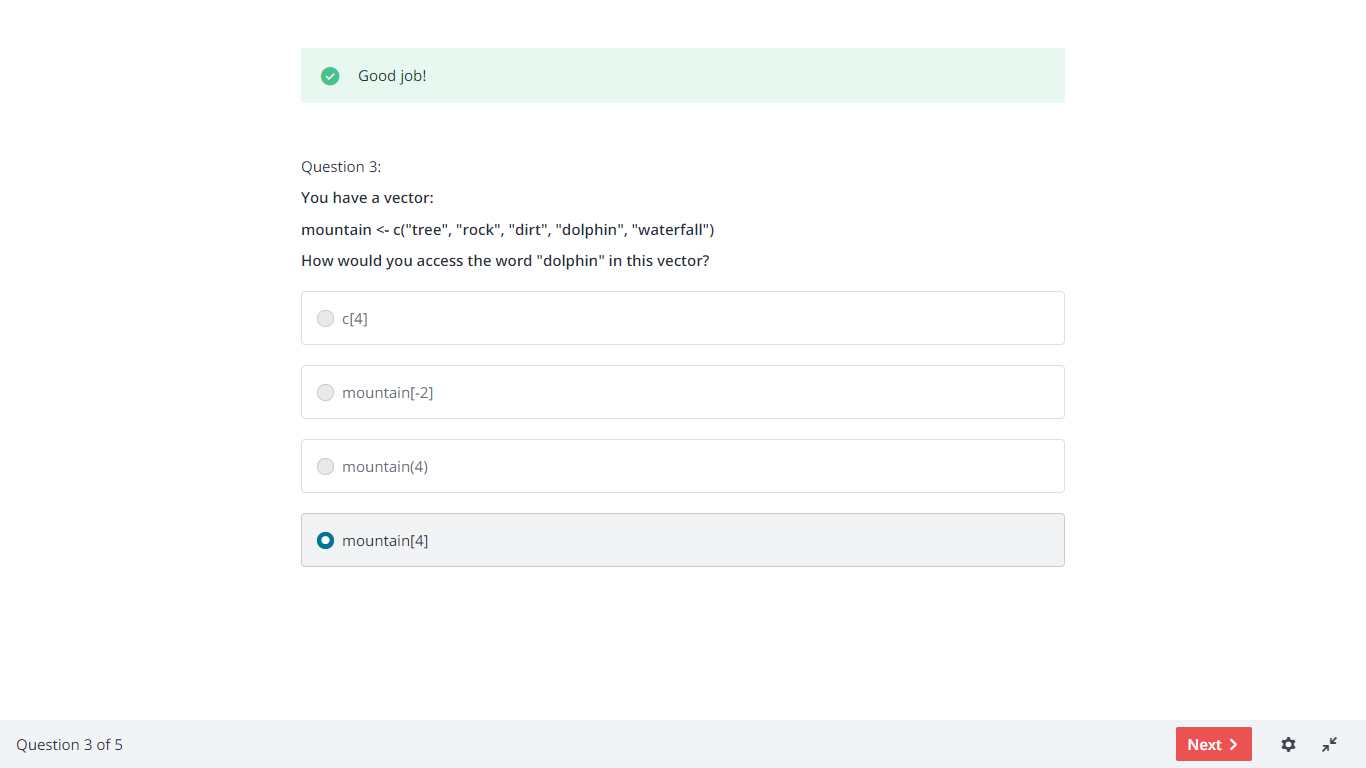 Good job!
Question 3:
You have a vector:
mountain <- c("tree", "rock", "dirt", "dolphin", "waterfall")
How would you access the word "dolphin" in this vector?
c[4]
mountain[-2]
mountain(4)
mountain[4]
Question 3 of 5
Next